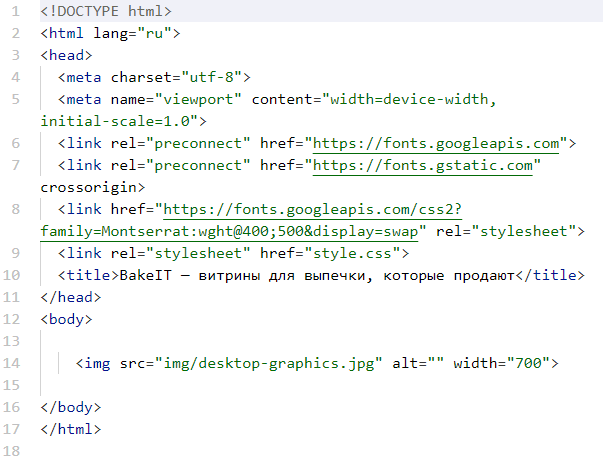 1 <!DOCTYPE html>
2 <html lang="ru">
3 <head>
4 <meta charset="utf-8">
5 <meta name="viewport" content="width=device-width,
initial-scale=1.0">
6 <link rel="preconnect" href="https://fonts.googleapis.com">
7 <link rel="preconnect" href="https://fonts.gstatic.com"
crossorigin>
8 <link href="https://fonts.googleapis.com/css2?
family=Montserrat:wght@400;500&display=swap" rel="stylesheet">
9 <link rel="stylesheet" href="style.css">
10 <title>BakeIT — витрины для выпечки, которые продают</title>
11 </head>
12 <body>
13
14 <img src="img/desktop-graphics.jpg" alt="" width="700">
15
16 </body>
17 </html>
18